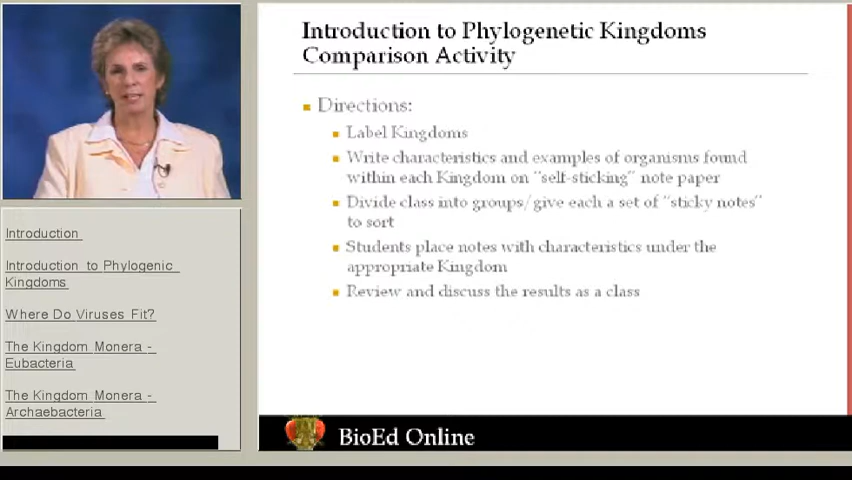 Introduction to Phylogenetic Kingdoms
Comparison Activity
Directions:
Label Kingdoms
Write characteristics and examples of organisms found
within each Kingdom on "self-sticking" note paper
Divide class into groups/give each a set of "sticky notes"
to sort
Students place notes with characteristics under the
appropriate Kingdom
Review and discuss the results as a class
Introduction
Introduction to Phylogenic
Kingdoms
Where Do Viruses Fit?
The Kingdom Monera -
Eubacteria
The Kingdom Monera -
Archaebacteria
BioEd Online